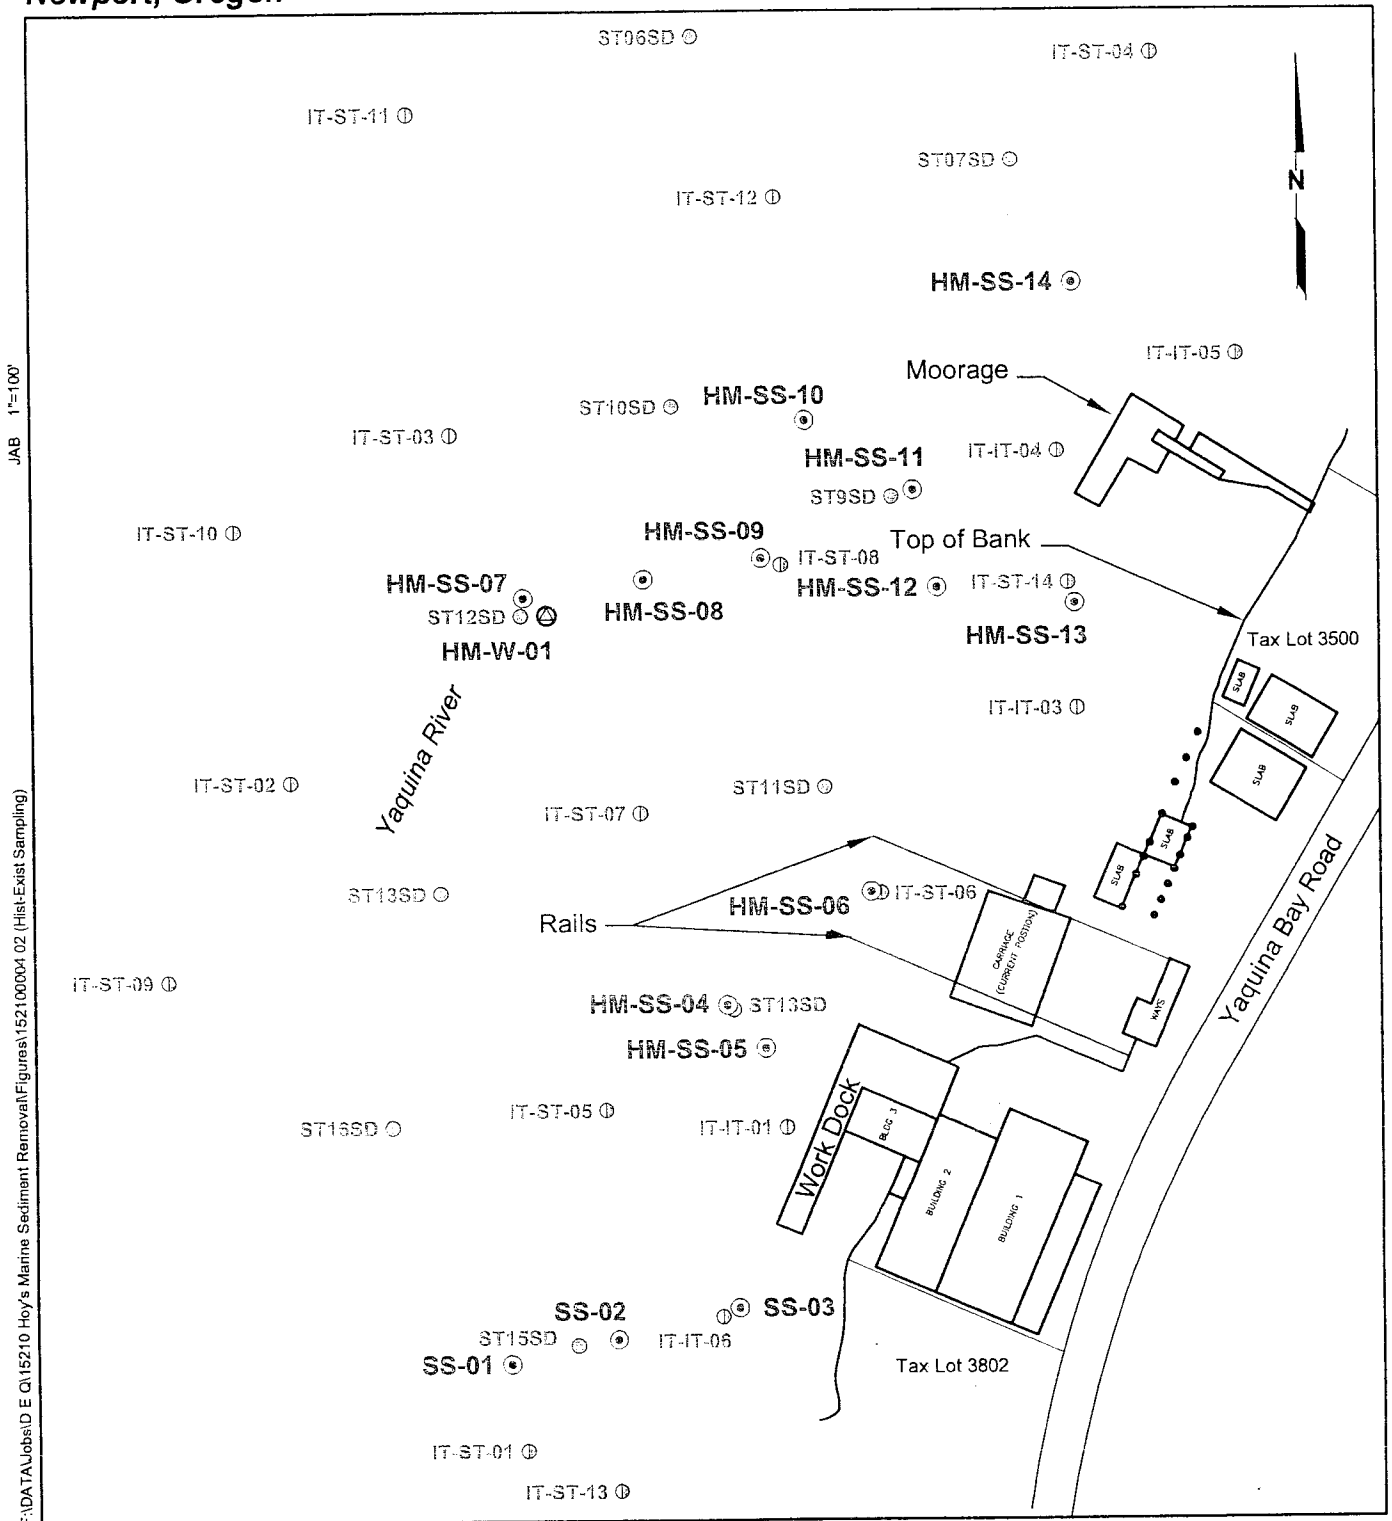 Newport, Oregon
ST06SD
IT-ST-04
IT-ST-11
ST07SD
IT-ST-12
N
HM-SS-14
IT-IT-05
Moorage
JAB 1"=100'
ST10SD
HM-SS-10
IT-ST-03
HM-SS-11
IT-IT-04
ST9SD
IT-ST-10
HM-SS-09
Top of Bank
IT-ST-08
HM-SS-07
HM-SS-12
IT-ST-14
ST12SD
HM-SS-08
HM-SS-13
Tax Lot 3500
HM-W-01
SLAB
SLAB
IT-IT-03
Yaquina River
SLAB
IT-ST-02
ST11SD
IT-ST-07
SLAB
SLAB
ST13SD
HM-SS-06
IT-ST-06
Rails
CARRIAGE
(CURRENT POSTION)
Yaquina Bay Road
IT-ST-09
HM-SS-04
ST13SD
WAYS
HM-SS-05
IT-ST-05
IT-IT-01
ST16SD
Work Dock
BLDG 3
BUILDING 2
BUILDING 1
SS-02
SS-03
ST15SD
IT-IT-06
SS-01
Tax Lot 3802
IT-ST-01
IT-ST-13
F:\DATA\Jobs\D E Q\15210 Hoy's Marine Sediment Removal\Figures\152100004 02 (Hist-Exist Sampling)